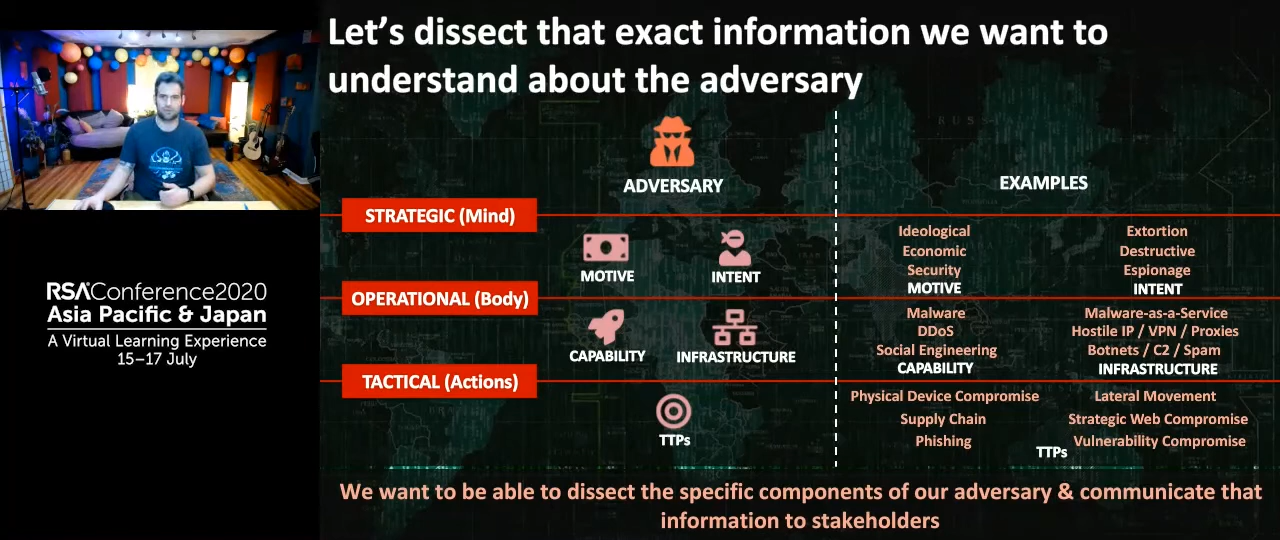 Let's dissect that exact information we want to
understand about the adversary
ADVERSARY
EXAMPLES
STRATEGIC (Mind)
MOTIVE
INTENT
Ideological
Economic
Security
MOTIVE
Extortion
Destructive
Espionage
INTENT
OPERATIONAL (Body)
CAPABILITY
INFRASTRUCTURE
Malware
DDoS
Social Engineering
CAPABILITY
Malware-as-a-Service
Hostile IP / VPN / Proxies
Botnets / C2 / Spam
INFRASTRUCTURE
TACTICAL (Actions)
TTPs
Physical Device Compromise
Supply Chain
Phishing
Lateral Movement
Strategic Web Compromise
Vulnerability Compromise
TTPs
We want to be able to dissect the specific components of our adversary & communicate that
information to stakeholders
RSAConference2020
Asia Pacific & Japan
A Virtual Learning Experience
15–17 July
RUSSIA